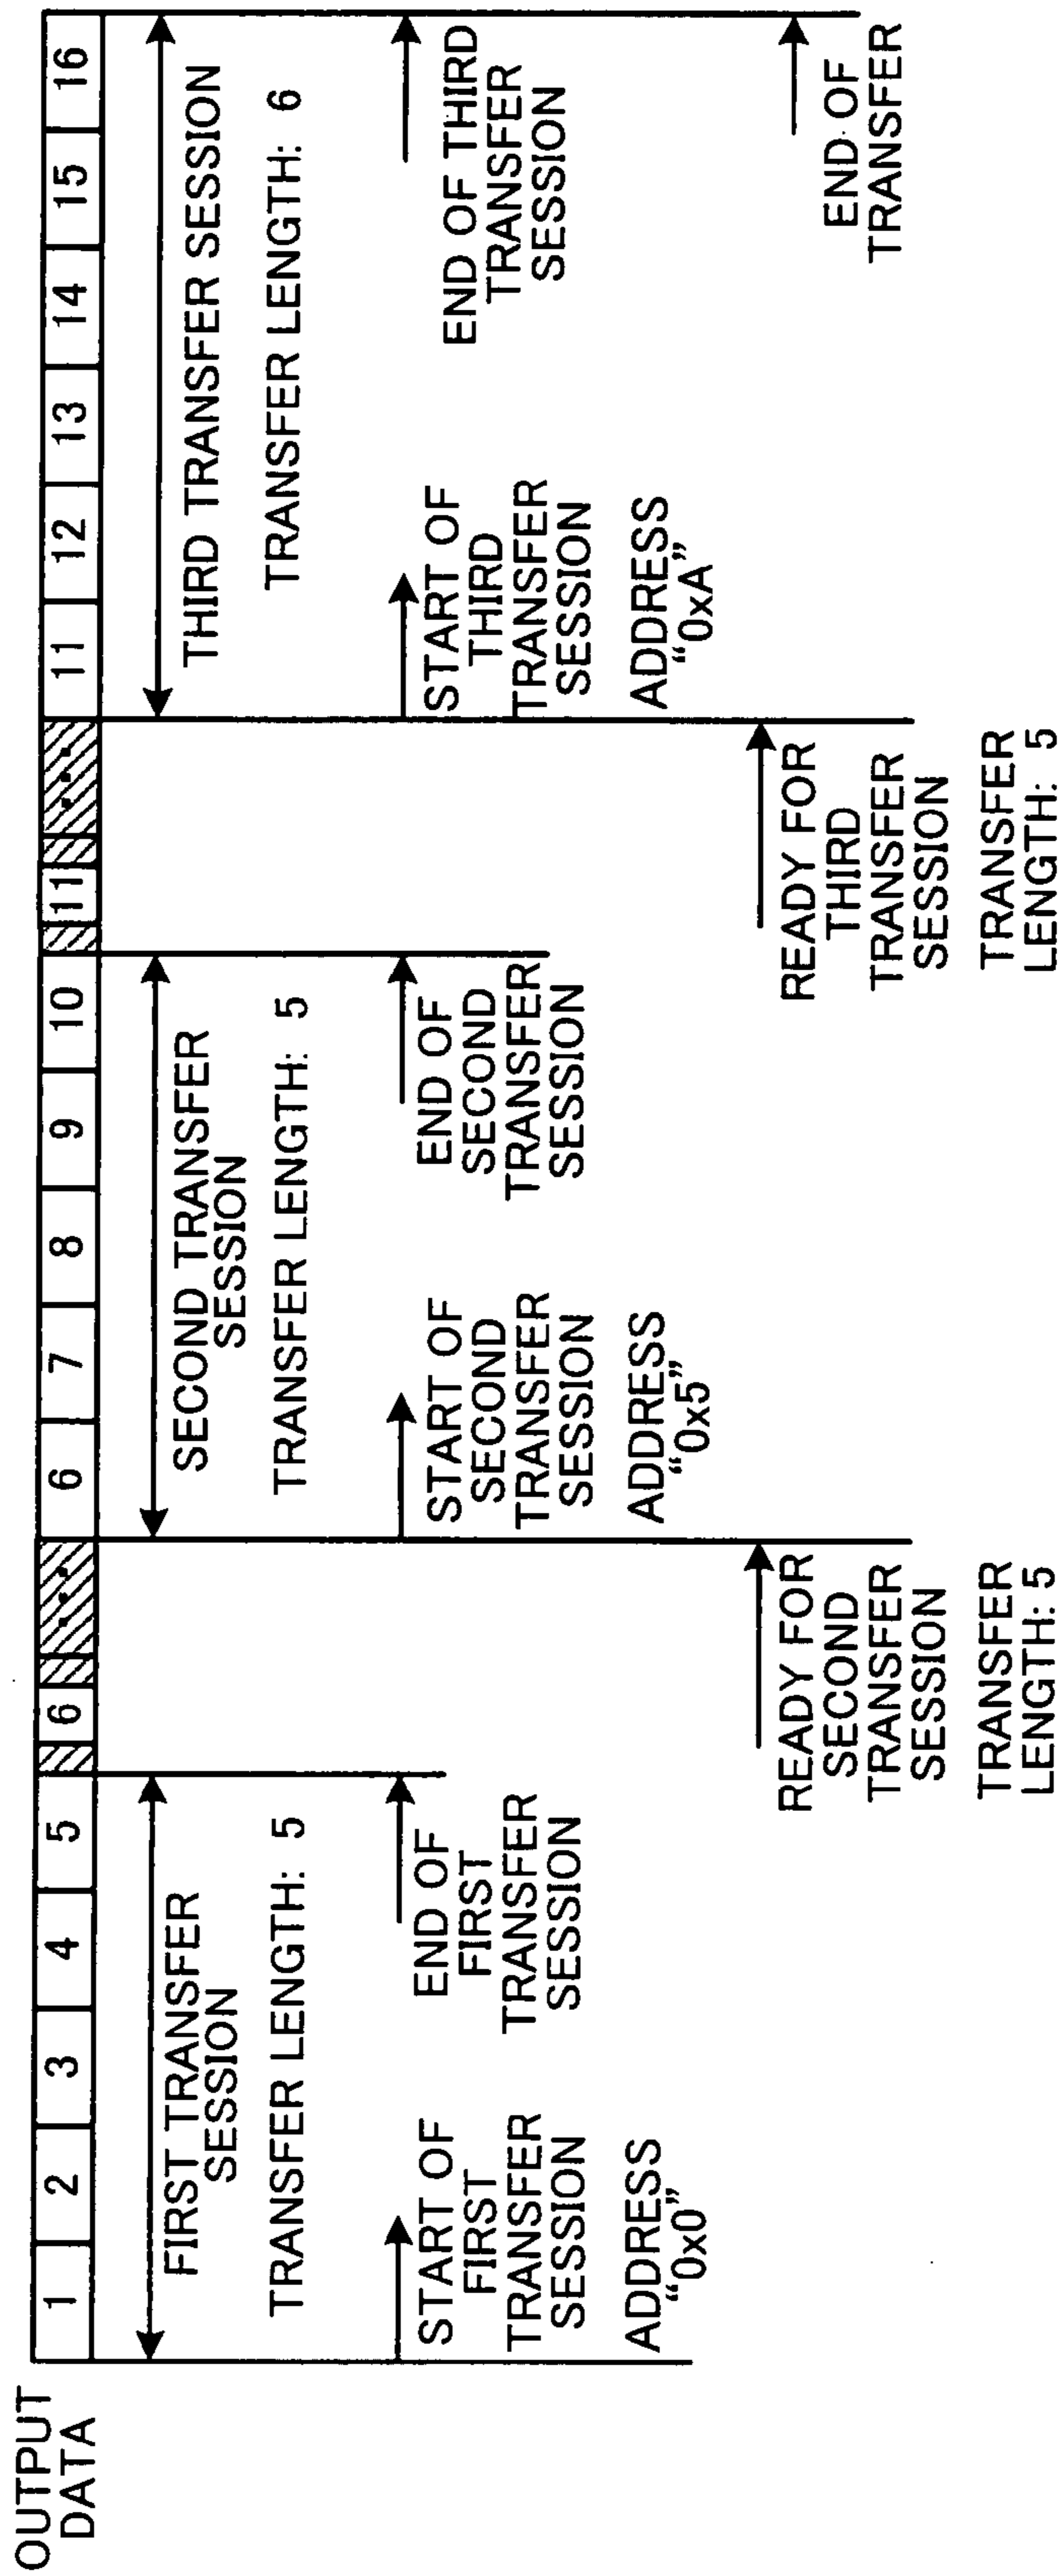 OUTPUT
DATA
1 2 3 4 5 6 6 7 8 9 10 11 11 12 13 14 15 16
FIRST TRANSFER
SESSION
TRANSFER LENGTH: 5
START OF
FIRST
TRANSFER
SESSION
ADDRESS
“0x0”
END OF
FIRST
TRANSFER
SESSION
READY FOR
SECOND
TRANSFER
SESSION
TRANSFER
LENGTH: 5
SECOND TRANSFER
SESSION
TRANSFER LENGTH: 5
START OF
SECOND
TRANSFER
SESSION
ADDRESS
“0x5”
END OF
SECOND
TRANSFER
SESSION
READY FOR
THIRD
TRANSFER
SESSION
TRANSFER
LENGTH: 5
THIRD TRANSFER SESSION
TRANSFER LENGTH: 6
START OF
THIRD
TRANSFER
SESSION
ADDRESS
“0xA”
END OF THIRD
TRANSFER
SESSION
END OF
TRANSFER